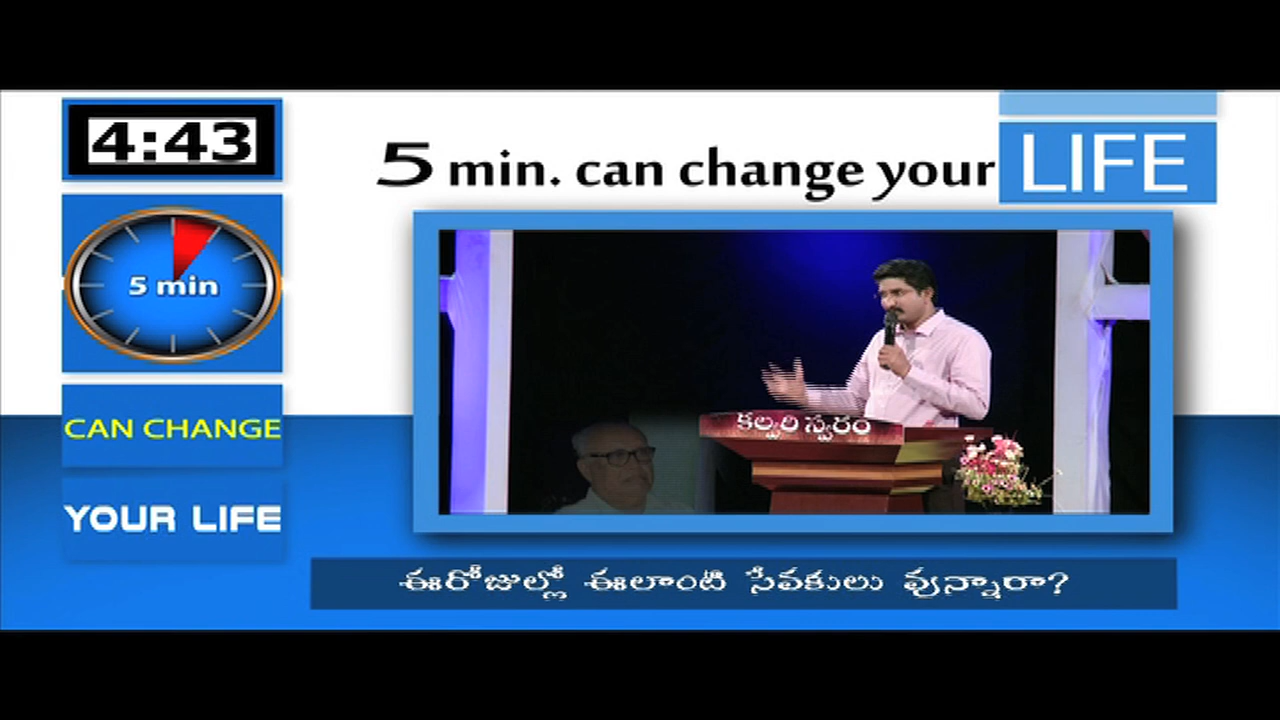 4:43
5 min. can change your LIFE
5 min
CAN CHANGE
YOUR LIFE
కల్వరి స్వరం
ఈరోజుల్లో ఈలాంటి సేవకులు వున్నారా?